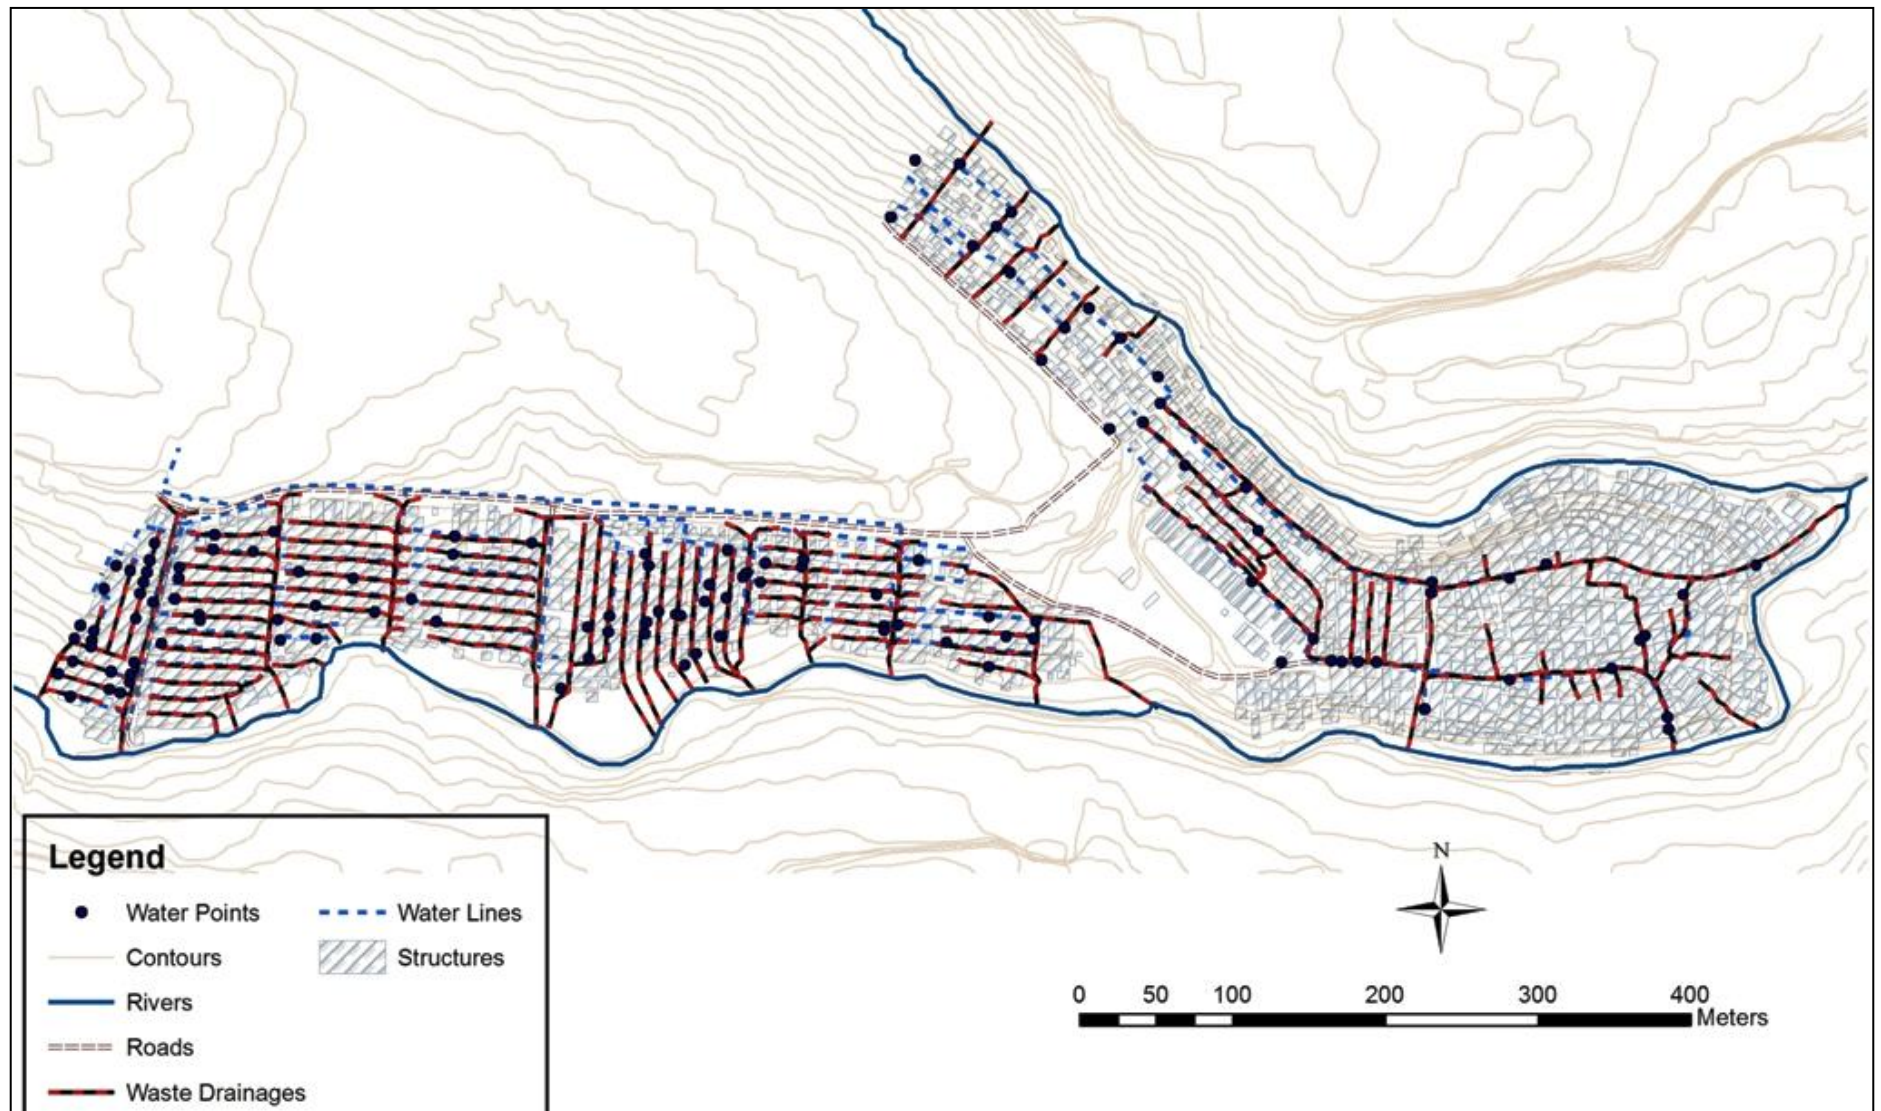 N
Legend
Water Points
Water Lines
Contours
Structures
Rivers
Roads
Waste Drainages
0 50 100 200 300 400
Meters